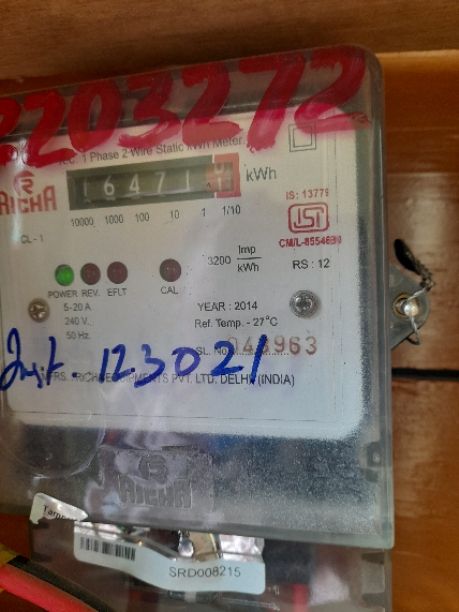 2203272
1 Phase 2 Wire Static kWh Meter
RICHA
16471
kWh
10000 1000 100 10 1 1/10
IS: 13779
ISI
CL - 1
3200 Imp/kWh
RS : 12
POWER REV. EFLT CAL
5-20 A
240 V.
50 Hz.
YEAR : 2014
Ref. Temp. - 27°C
SL. No.
123021
PVT. LTD. DELHI (INDIA)
RICHA
SRD008215